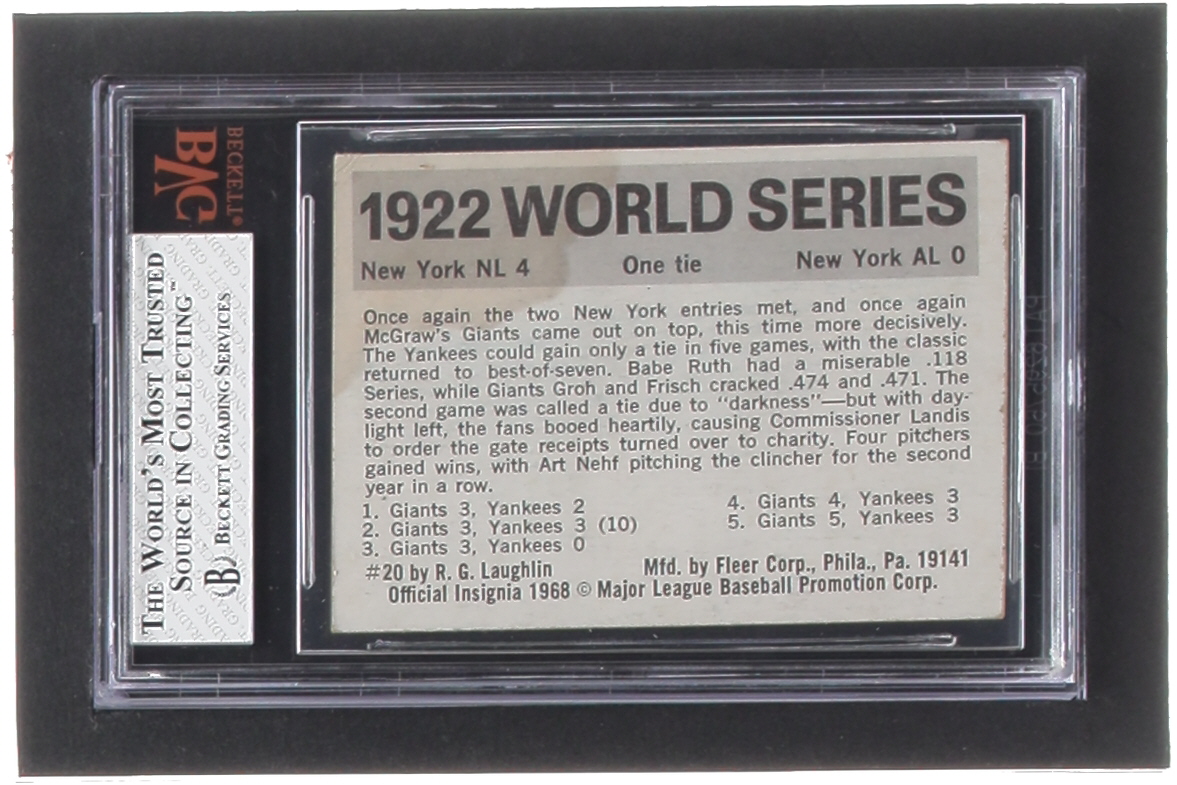 BECKETT®
BVG
THE WORLD'S MOST TRUSTED
SOURCE IN COLLECTING™
B BECKETT GRADING SERVICES
1922 WORLD SERIES
New York NL 4 One tie New York AL 0
Once again the two New York entries met, and once again
McGraw's Giants came out on top, this time more decisively.
The Yankees could gain only a tie in five games, with the classic
returned to best-of-seven. Babe Ruth had a miserable .118
Series, while Giants Groh and Frisch cracked .474 and .471. The
second game was called a tie due to "darkness"—but with day-
light left, the fans booed heartily, causing Commissioner Landis
to order the gate receipts turned over to charity. Four pitchers
gained wins, with Art Nehf pitching the clincher for the second
year in a row.
1. Giants 3, Yankees 2
2. Giants 3, Yankees 3 (10)
3. Giants 3, Yankees 0
4. Giants 4, Yankees 3
5. Giants 5, Yankees 3
#20 by R. G. Laughlin Mfd. by Fleer Corp., Phila., Pa. 19141
Official Insignia 1968 © Major League Baseball Promotion Corp.